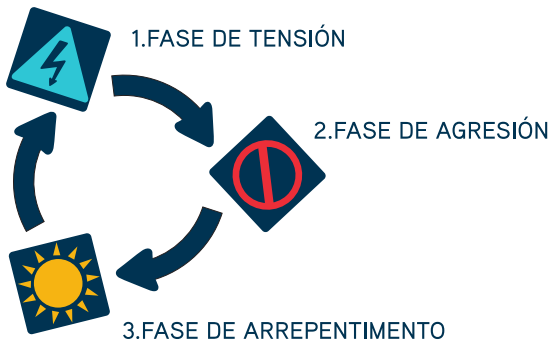 1.FASE DE TENSIÓN
2.FASE DE AGRESIÓN
3.FASE DE ARREPENTIMENTO